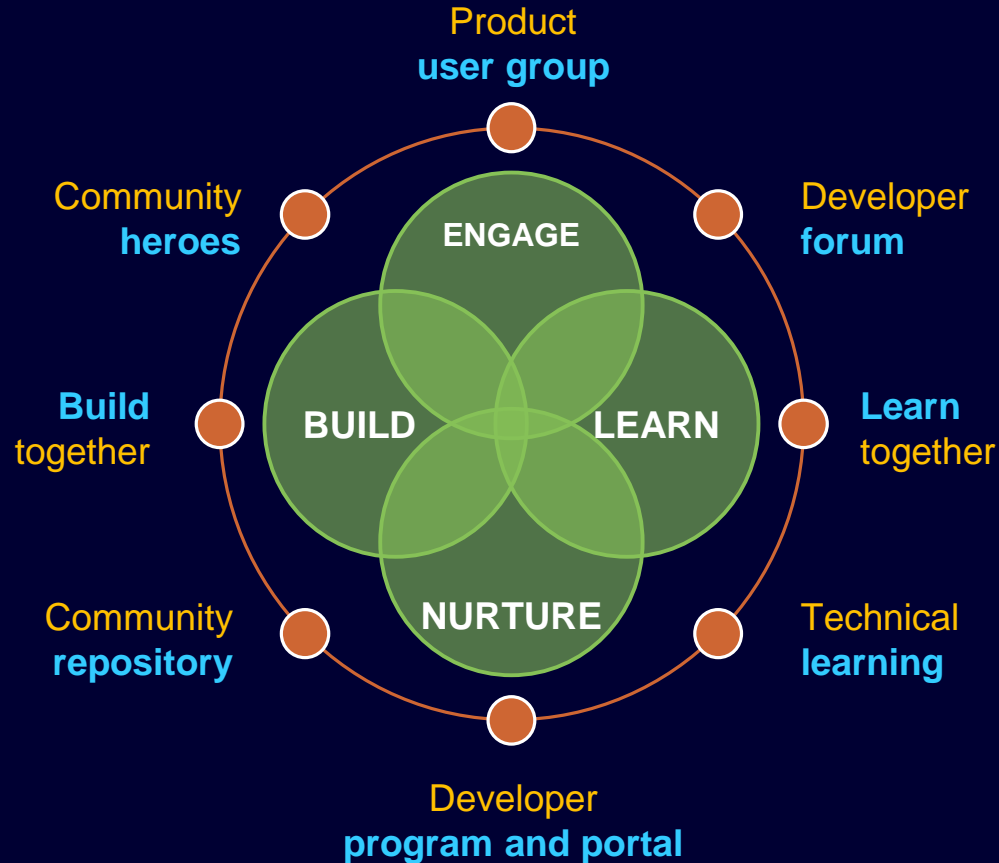 Product
user group
Community
heroes
Developer
forum
ENGAGE
Build
together
BUILD
LEARN
Learn
together
Community
repository
NURTURE
Technical
learning
Developer
program and portal